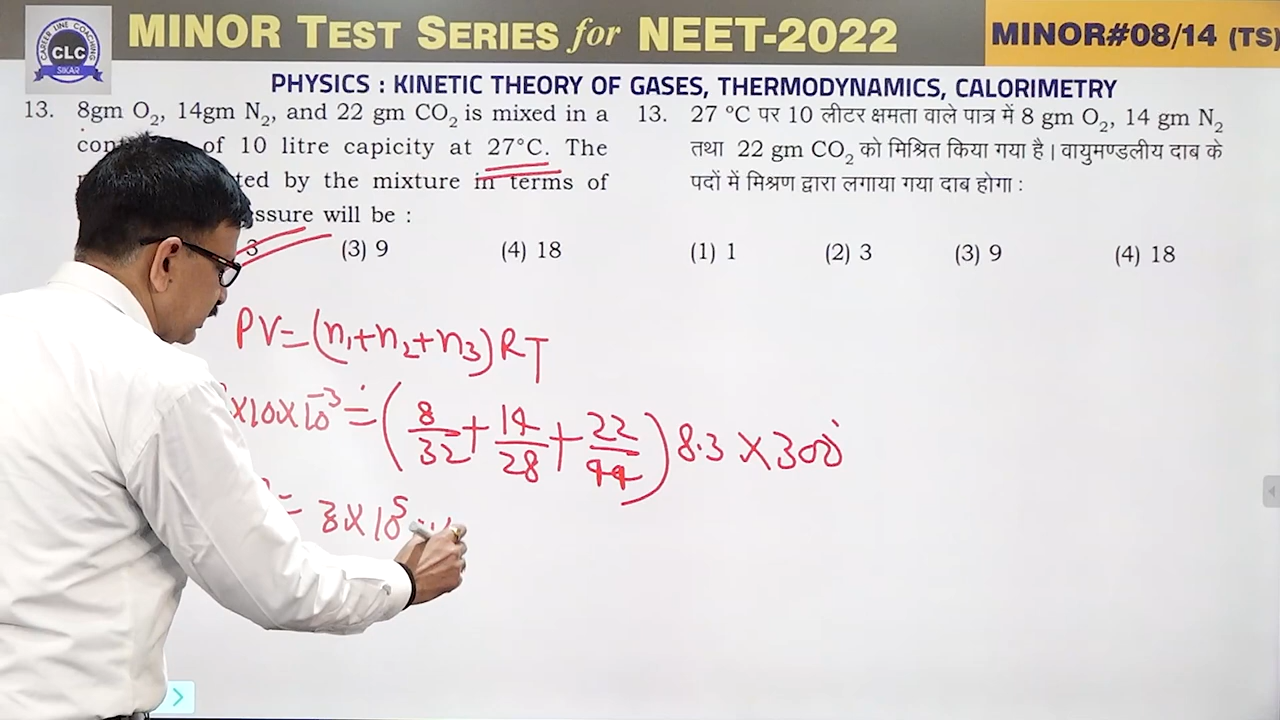 CAREER LINE COACHING
CLC
SIKAR
MINOR TEST SERIES for NEET-2022
MINOR#08/14 (TS)
PHYSICS : KINETIC THEORY OF GASES, THERMODYNAMICS, CALORIMETRY
13. 8gm O₂, 14gm N₂, and 22 gm CO₂ is mixed in a
of 10 litre capicity at 27°C. The
by the mixture in terms of
will be :
3 (3) 9 (4) 18
13. 27 °C पर 10 लीटर क्षमता वाले पात्र में 8 gm O₂, 14 gm N₂
तथा 22 gm CO₂ को मिश्रित किया गया है। वायुमण्डलीय दाब के
पदों में मिश्रण द्वारा लगाया गया दाब होगा :
(1) 1 (2) 3 (3) 9 (4) 18
PV=(n₁+n₂+n₃)RT
×10×10⁻³=(8/32+14/28+22/44)8.3×300
= 3×10⁵